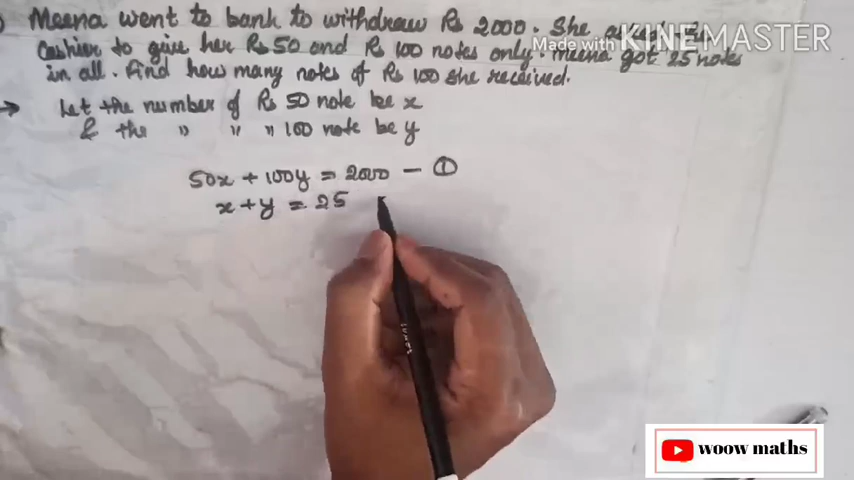 Meena went to bank to withdraw Rs 2000. She asked the
Cashier to give her Rs 50 and Rs 100 notes only. Meena got 25 notes
in all. Find how many notes of Rs 100 she received.
→ Let the number of Rs 50 note be x
& the " " " 100 note be y
50x + 100y = 2000 - ①
x + y = 25
Made with KINEMASTER
woow maths